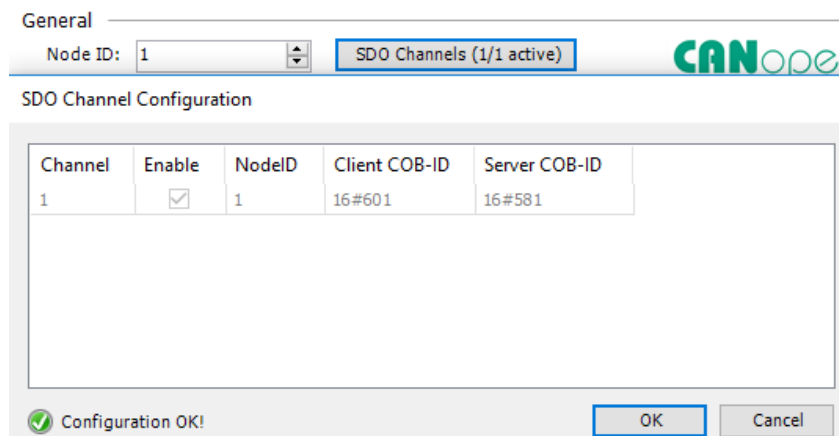 General
Node ID: 1 SDO Channels (1/1 active) CANope
SDO Channel Configuration
Channel Enable NodeID Client COB-ID Server COB-ID
1 1 16#601 16#581
Configuration OK! OK Cancel